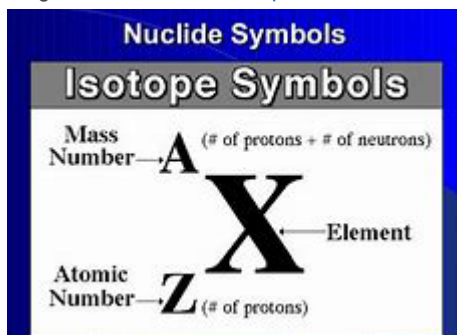 Nuclide Symbols
Isotope Symbols
Mass
Number
A
(# of protons + # of neutrons)
X
Element
Atomic
Number
Z
(# of protons)